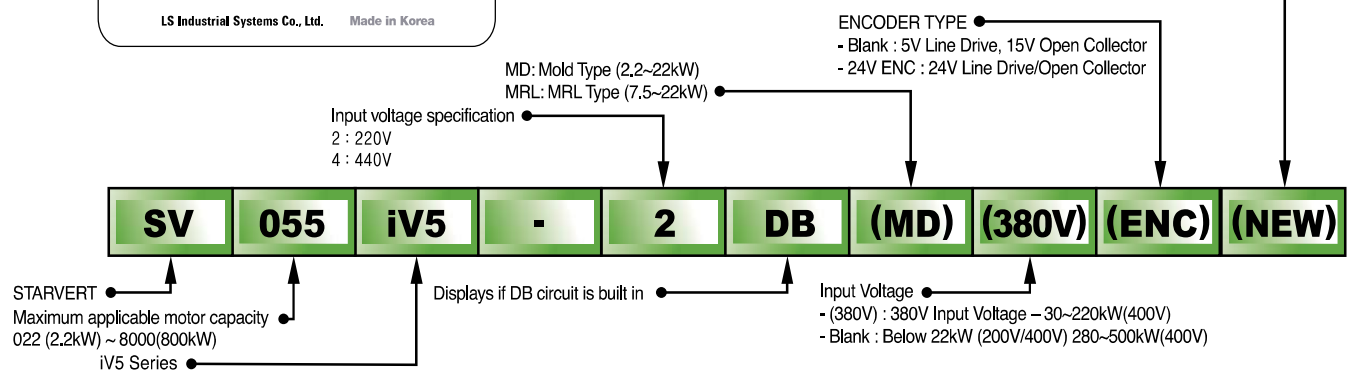 LS Industrial Systems Co., Ltd. Made in Korea
ENCODER TYPE
- Blank : 5V Line Drive, 15V Open Collector
- 24V ENC : 24V Line Drive/Open Collector
MD: Mold Type (2.2~22kW)
MRL: MRL Type (7.5~22kW)
Input voltage specification
2 : 220V
4 : 440V
SV 055 iV5 - 2 DB (MD) (380V) (ENC) (NEW)
STARVERT
Maximum applicable motor capacity
022 (2.2kW) ~ 8000(800kW)
iV5 Series
Displays if DB circuit is built in
Input Voltage
- (380V) : 380V Input Voltage – 30~220kW(400V)
- Blank : Below 22kW (200V/400V) 280~500kW(400V)